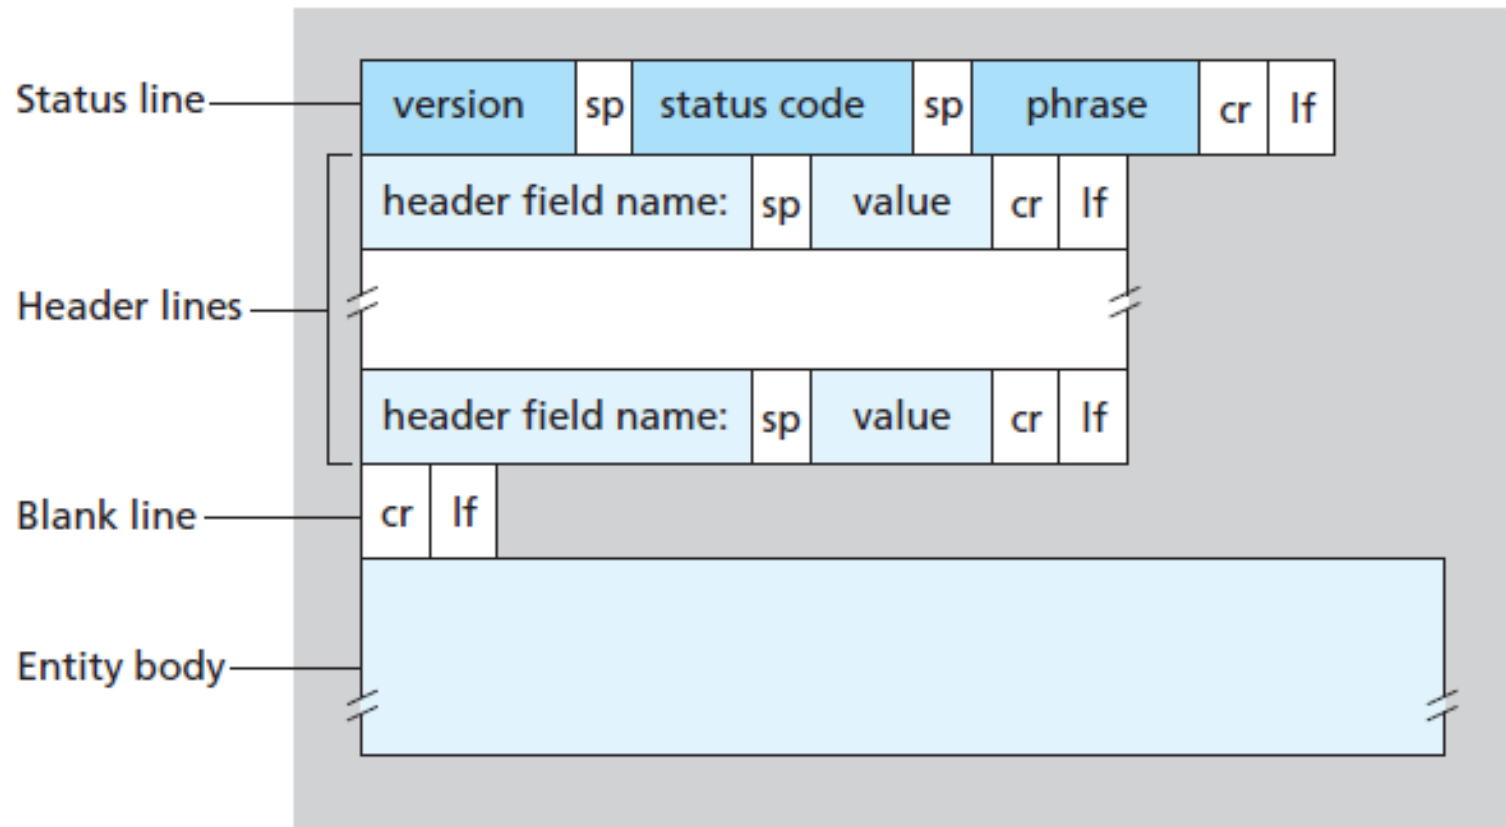 Status line version sp status code sp phrase cr lf
header field name: sp value cr lf
Header lines
header field name: sp value cr lf
Blank line cr lf
Entity body